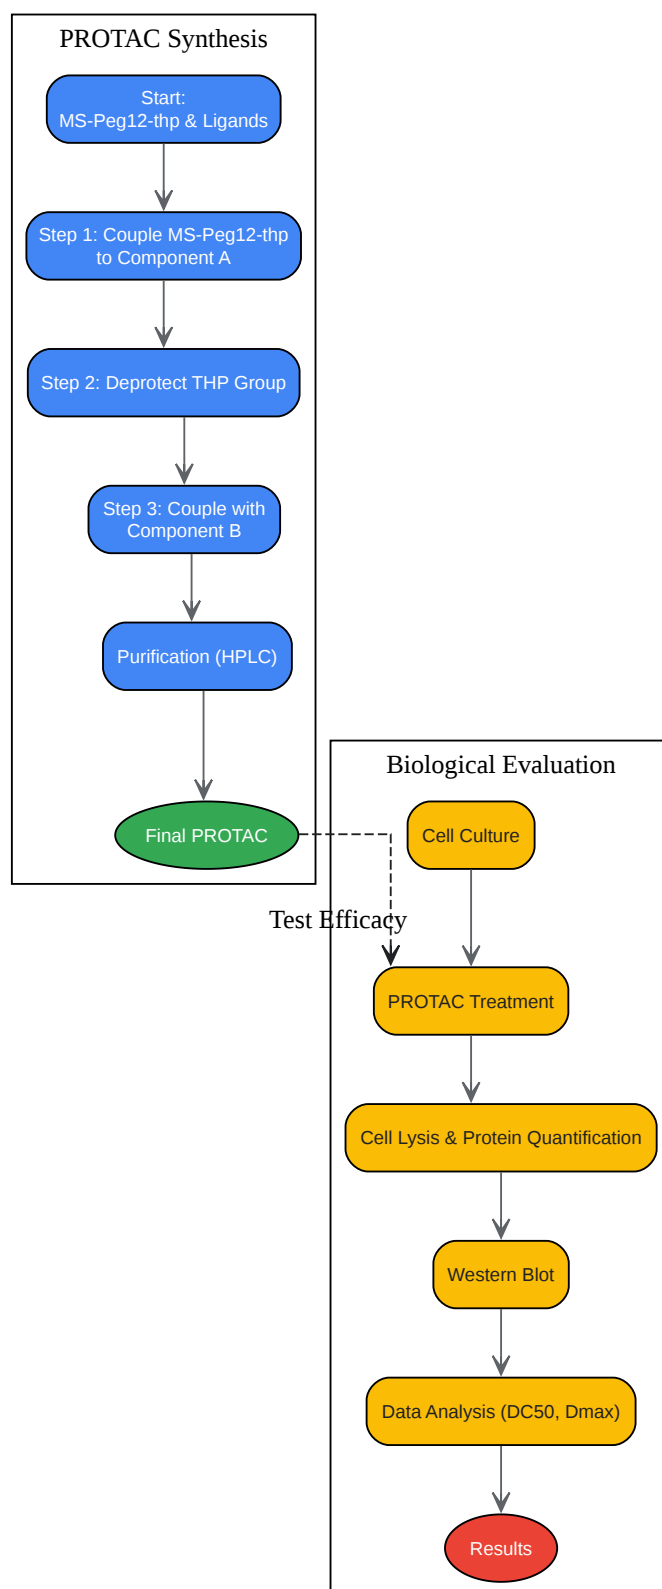 PROTAC Synthesis
Start:
MS-Peg12-thp & Ligands
Step 1: Couple MS-Peg12-thp
to Component A
Step 2: Deprotect THP Group
Step 3: Couple with
Component B
Purification (HPLC)
Final PROTAC
Test Efficacy
Biological Evaluation
Cell Culture
PROTAC Treatment
Cell Lysis & Protein Quantification
Western Blot
Data Analysis (DC50, Dmax)
Results